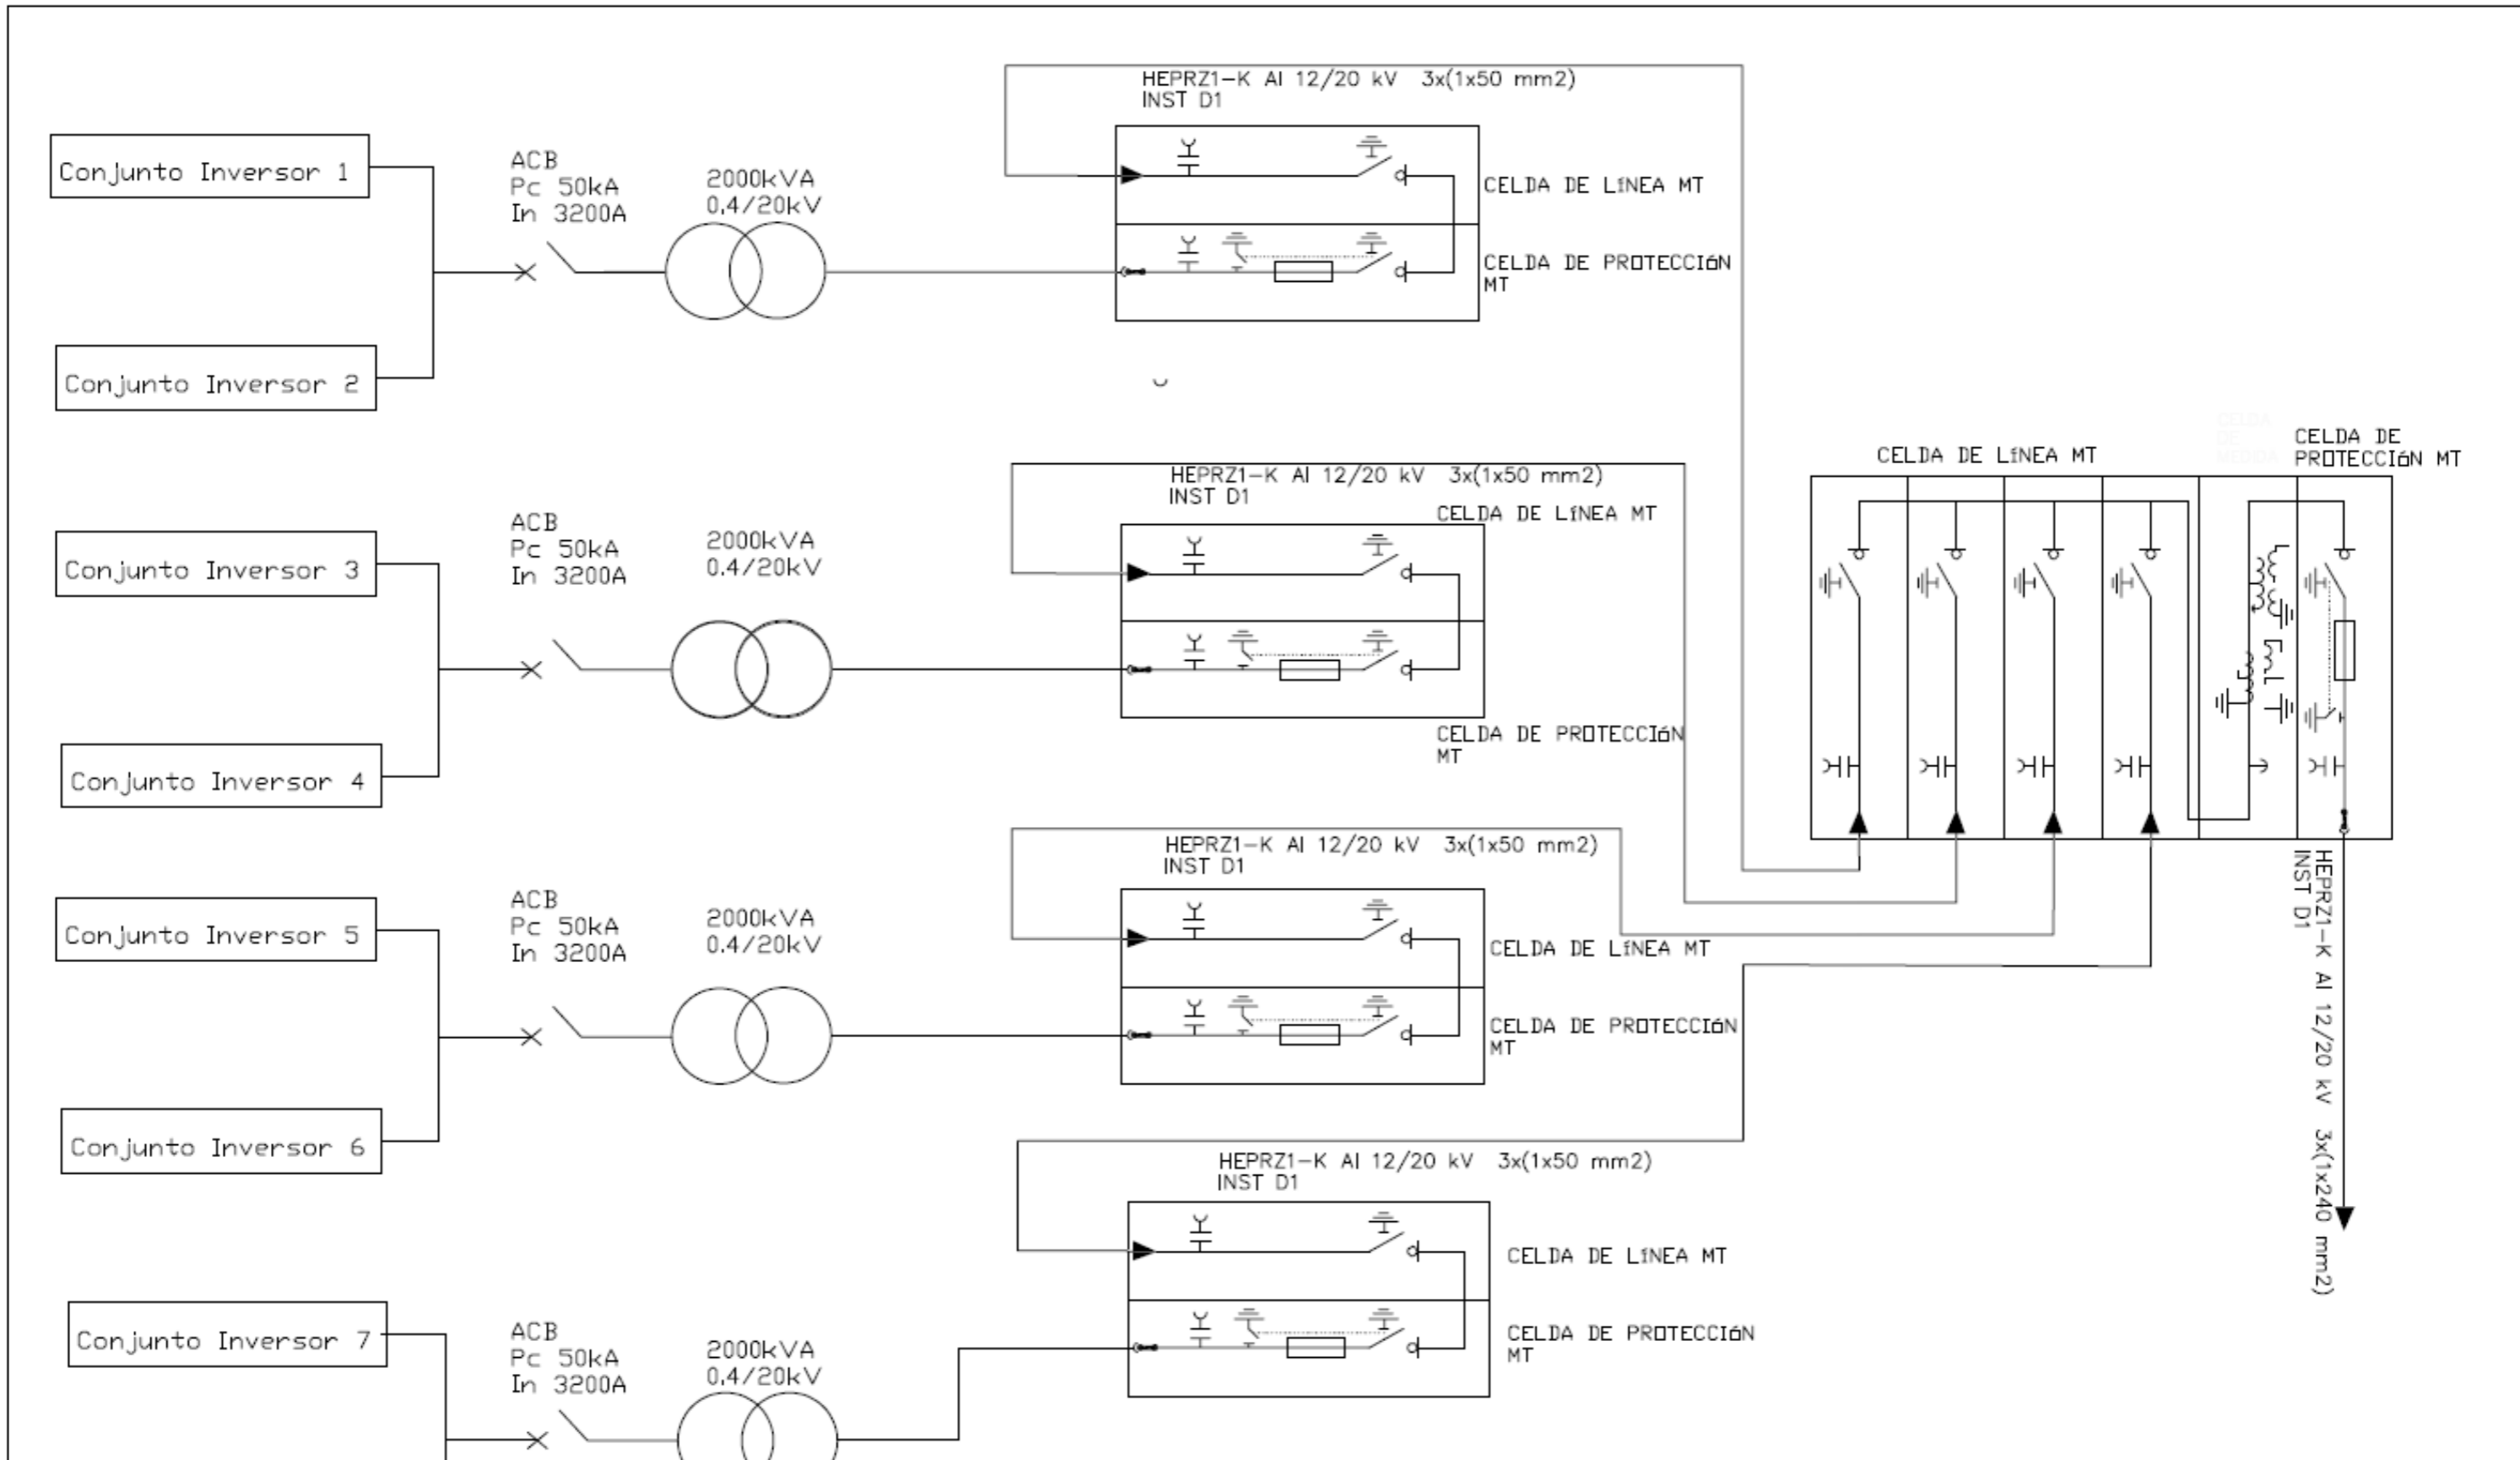 HEPRZ1-K Al 12/20 kV 3x(1x50 mm2)
INST D1
Conjunto Inversor 1
ACB
Pc 50kA
In 3200A
2000kVA
0.4/20kV
CELDA DE LíNEA MT
CELDA DE PROTECCIóN
MT
Conjunto Inversor 2
HEPRZ1-K Al 12/20 kV 3x(1x50 mm2)
INST D1
CELDA DE LíNEA MT
Conjunto Inversor 3
ACB
Pc 50kA
In 3200A
2000kVA
0.4/20kV
CELDA DE PROTECCIóN
MT
Conjunto Inversor 4
CELDA DE LíNEA MT
CELDA
DE
MEDIDA
CELDA DE
PROTECCIóN MT
HEPRZ1-K Al 12/20 kV 3x(1x50 mm2)
INST D1
Conjunto Inversor 5
ACB
Pc 50kA
In 3200A
2000kVA
0.4/20kV
CELDA DE LíNEA MT
CELDA DE PROTECCIóN
MT
Conjunto Inversor 6
HEPRZ1-K Al 12/20 kV 3x(1x240 mm2)
INST D1
HEPRZ1-K Al 12/20 kV 3x(1x50 mm2)
INST D1
CELDA DE LíNEA MT
Conjunto Inversor 7
ACB
Pc 50kA
In 3200A
2000kVA
0.4/20kV
CELDA DE PROTECCIóN
MT